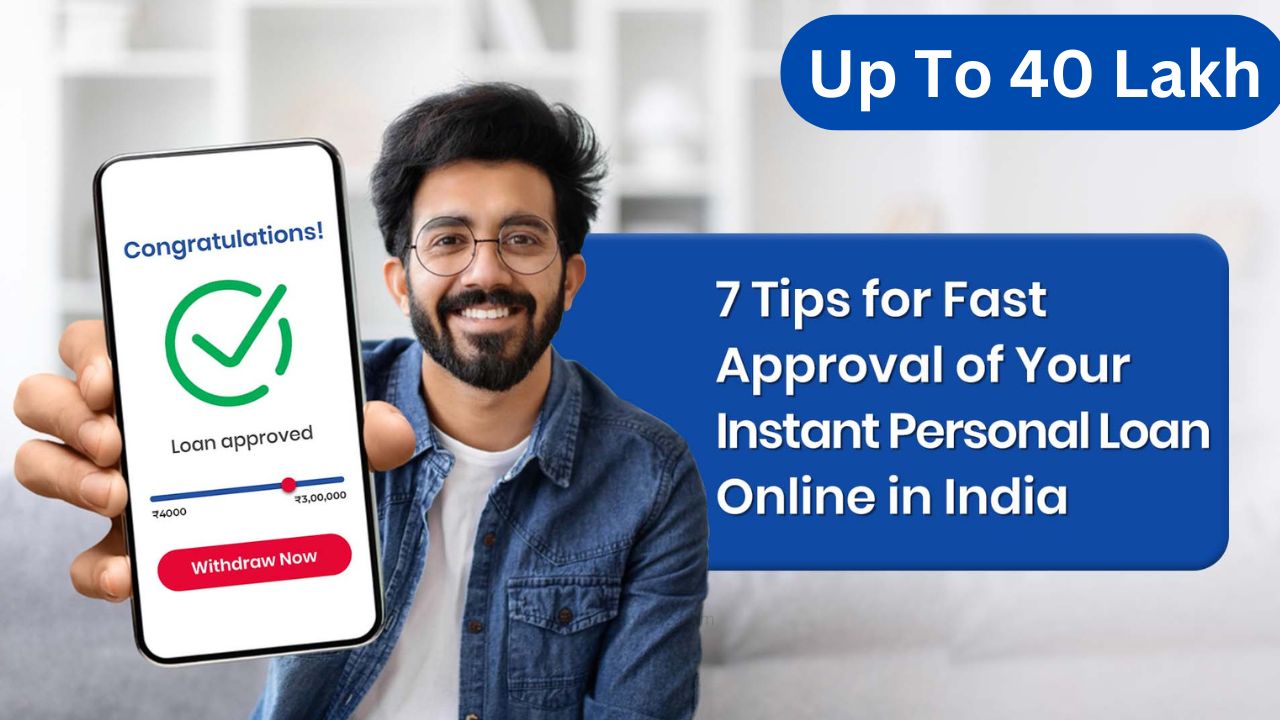 Up To 40 Lakh
Congratulations!
Loan approved
₹4000
₹3,00,000
Withdraw Now
7 Tips for Fast
Approval of Your
Instant Personal Loan
Online in India